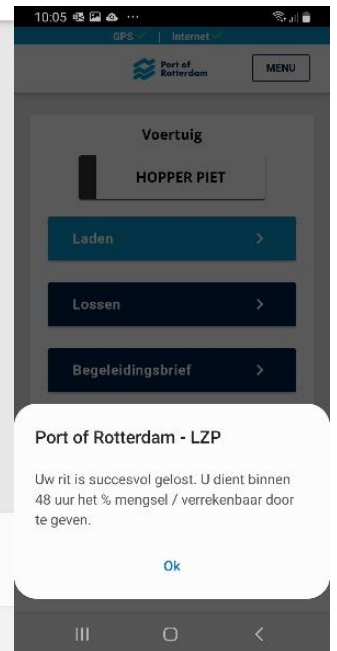 10:05
GPS | Internet
Port of
Rotterdam
MENU
Voertuig
HOPPER PIET
Laden
Lossen
Begeleidingsbrief
Port of Rotterdam - LZP
Uw rit is succesvol gelost. U dient binnen
48 uur het % mengsel / verrekenbaar door
te geven.
Ok